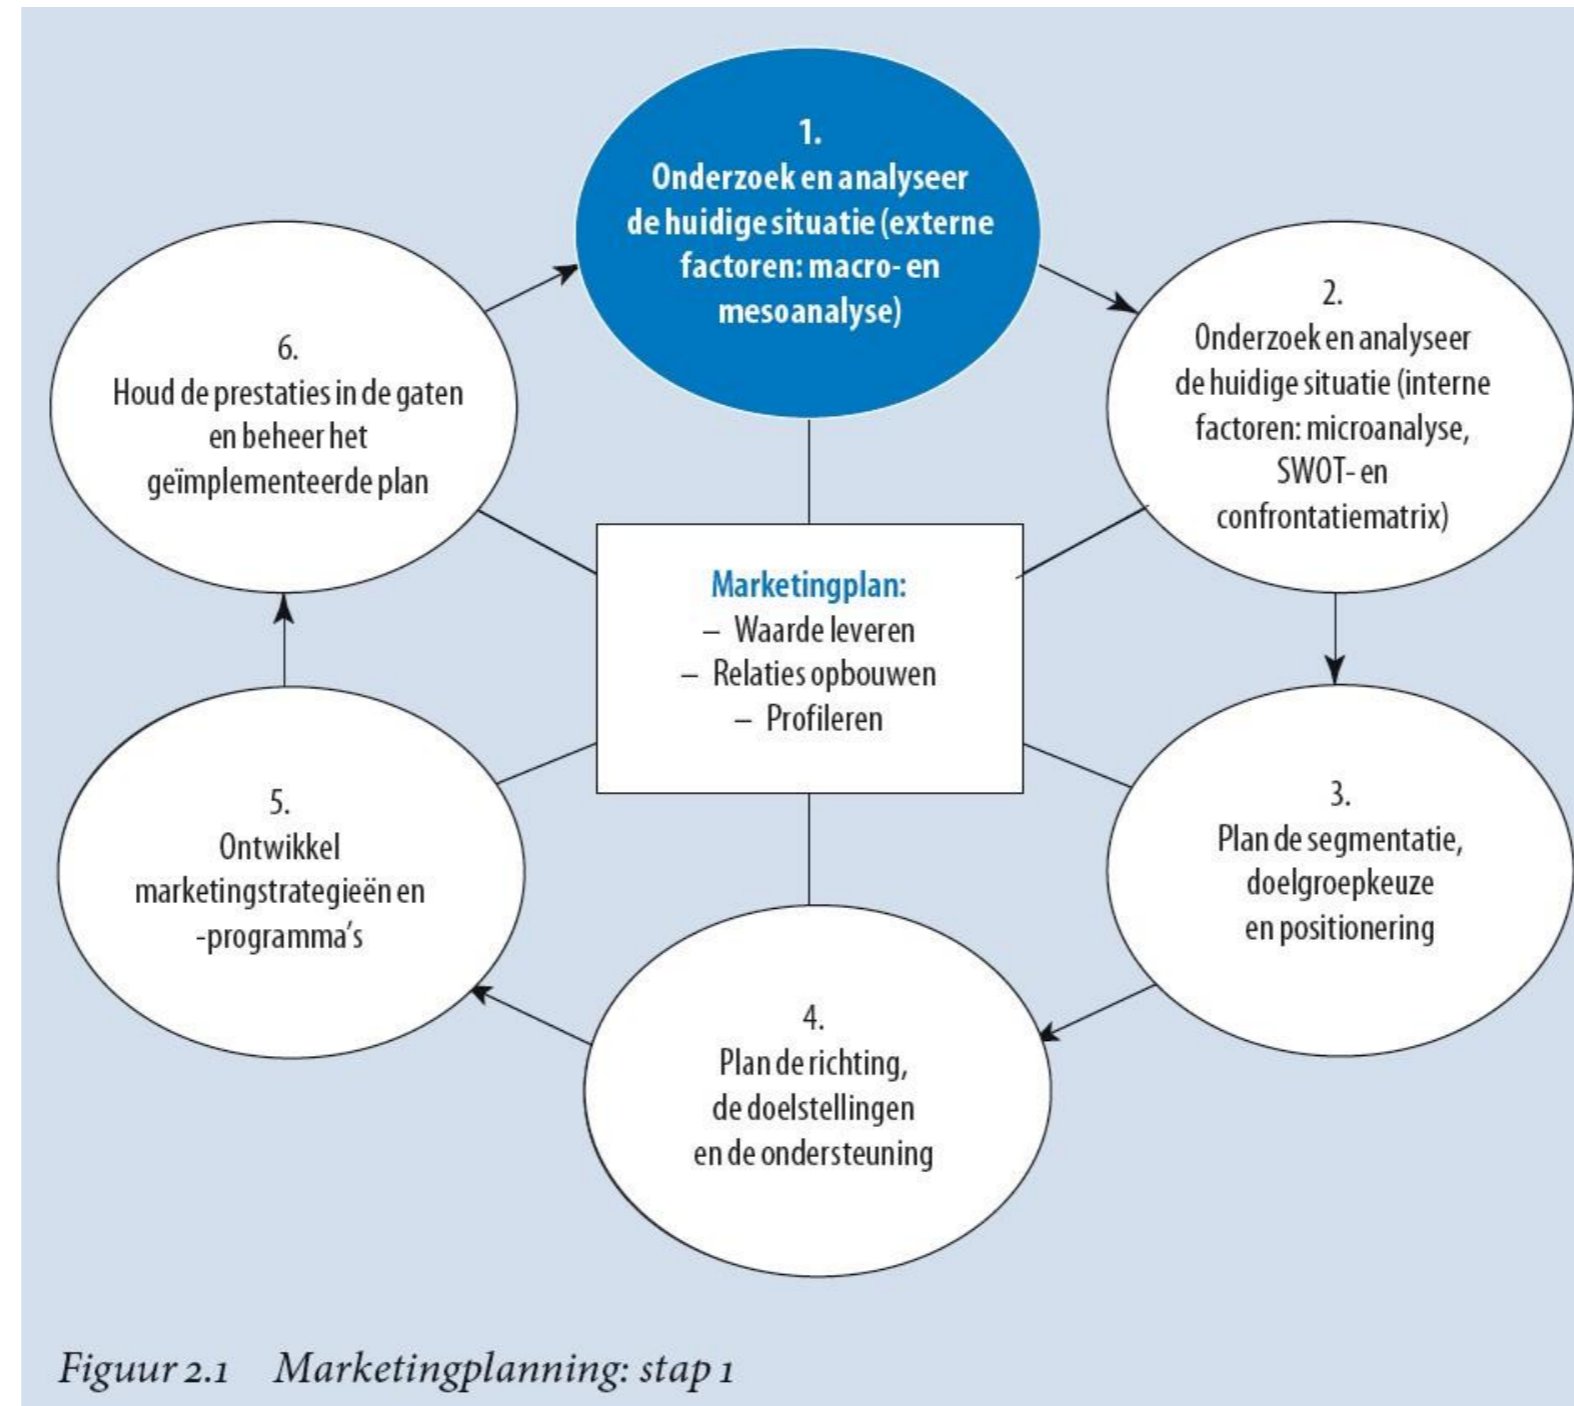 1.
Onderzoek en analyseer
de huidige situatie (externe
factoren: macro- en
mesoanalyse)
2.
Onderzoek en analyseer
de huidige situatie (interne
factoren: microanalyse,
SWOT- en
confrontatiematrix)
3.
Plan de segmentatie,
doelgroepkeuze
en positionering
4.
Plan de richting,
de doelstellingen
en de ondersteuning
5.
Ontwikkel
marketingstrategieën en
-programma's
6.
Houd de prestaties in de gaten
en beheer het
geïmplementeerde plan
Marketingplan:
– Waarde leveren
– Relaties opbouwen
– Profileren
Figuur 2.1 Marketingplanning: stap 1